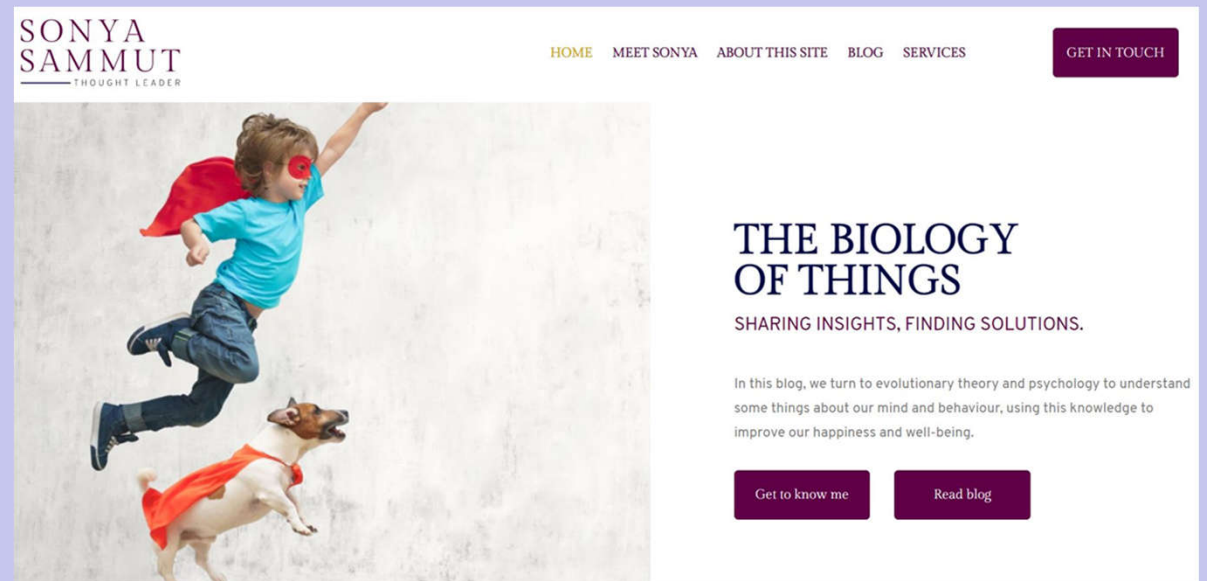 SONYA
SAMMUT
THOUGHT LEADER
HOME MEET SONYA ABOUT THIS SITE BLOG SERVICES
GET IN TOUCH
THE BIOLOGY
OF THINGS
SHARING INSIGHTS, FINDING SOLUTIONS.
In this blog, we turn to evolutionary theory and psychology to understand
some things about our mind and behaviour, using this knowledge to
improve our happiness and well-being.
Get to know me
Read blog